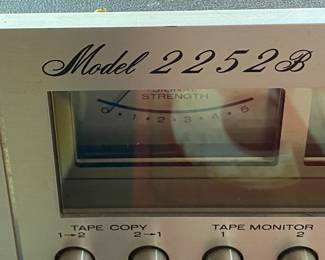 Model 2252B
SIGNAL
STRENGTH
0 1 2 3 4 5
TAPE COPY TAPE MONITOR
1→2 2→1 1 2